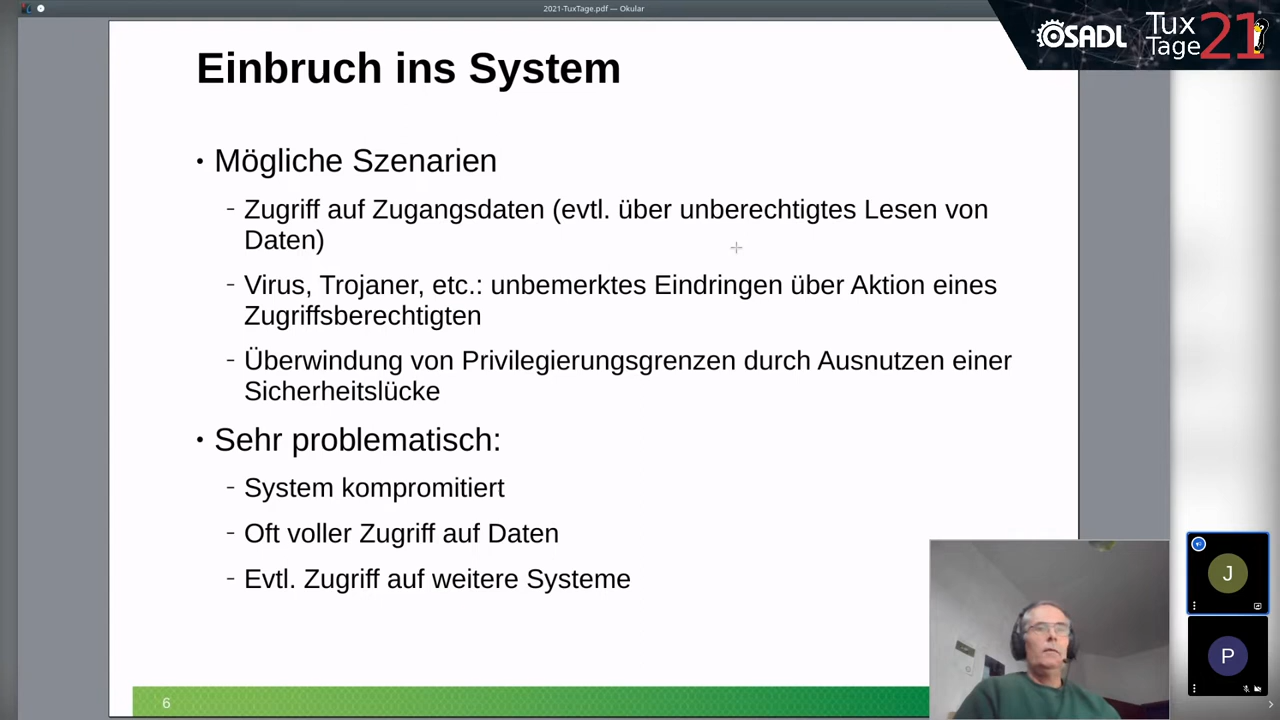 2021-TuxTage.pdf — Okular
OSADL
Tux
Tage
21
Einbruch ins System
• Mögliche Szenarien
- Zugriff auf Zugangsdaten (evtl. über unberechtigtes Lesen von
Daten)
- Virus, Trojaner, etc.: unbemerktes Eindringen über Aktion eines
Zugriffsberechtigten
- Überwindung von Privilegierungsgrenzen durch Ausnutzen einer
Sicherheitslücke
• Sehr problematisch:
- System kompromitiert
- Oft voller Zugriff auf Daten
- Evtl. Zugriff auf weitere Systeme
6
J
P